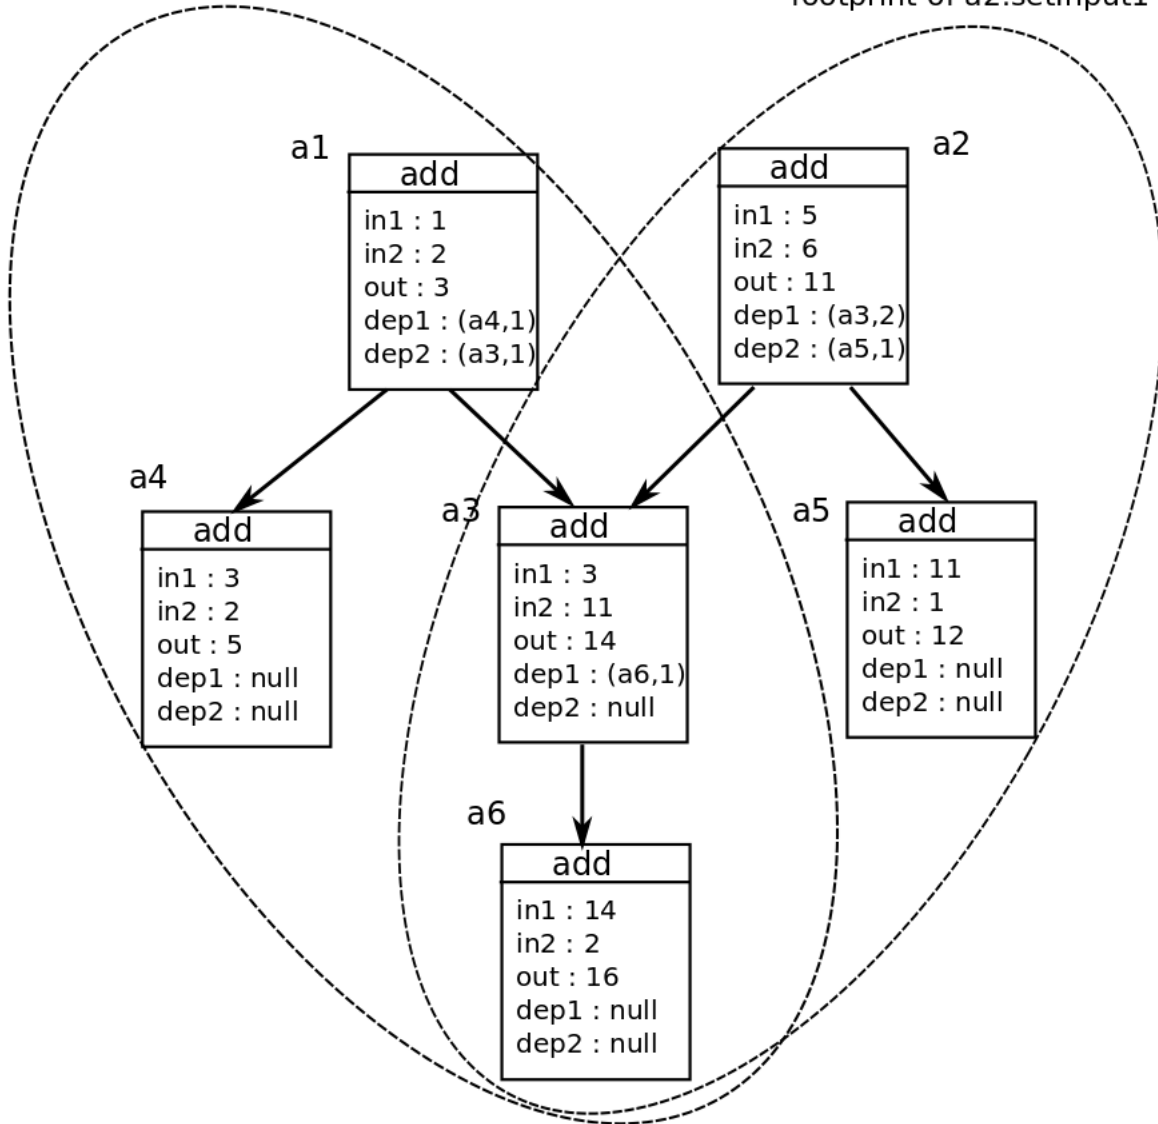 footprint of a2.setInput1
a1
add
in1 : 1
in2 : 2
out : 3
dep1 : (a4,1)
dep2 : (a3,1)
a2
add
in1 : 5
in2 : 6
out : 11
dep1 : (a3,2)
dep2 : (a5,1)
a4
add
in1 : 3
in2 : 2
out : 5
dep1 : null
dep2 : null
a3
add
in1 : 3
in2 : 11
out : 14
dep1 : (a6,1)
dep2 : null
a5
add
in1 : 11
in2 : 1
out : 12
dep1 : null
dep2 : null
a6
add
in1 : 14
in2 : 2
out : 16
dep1 : null
dep2 : null